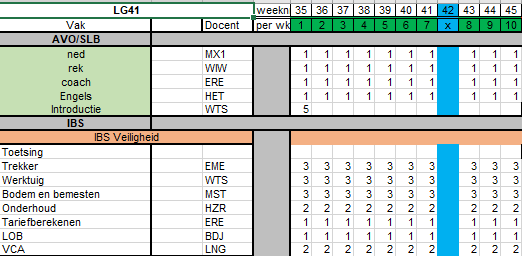 LG41 weekn 35 36 37 38 39 40 41 42 43 44 45
Vak Docent per wk 1 2 3 4 5 6 7 x 8 9 10
AVO/SLB
ned MX1 1 1 1 1 1 1 1 1 1 1
rek WIW 1 1 1 1 1 1 1 1 1 1
coach ERE 1 1 1 1 1 1 1 1 1 1
Engels HET 1 1 1 1 1 1 1 1 1 1
Introductie WTS 5
IBS
IBS Veiligheid
Toetsing
Trekker EME 3 3 3 3 3 3 3 3 3 3
Werktuig WTS 3 3 3 3 3 3 3 3 3 3
Bodem en bemesten MST 3 3 3 3 3 3 3 3 3 3
Onderhoud HZR 2 2 2 2 2 2 2 2 2 2
Tariefberekenen ERE 1 1 1 1 1 1 1 1 1 1
LOB BDJ 1 1 1 1 1 1 1 1 1 1
VCA LNG 2 2 2 2 2 2 2 2 2 2